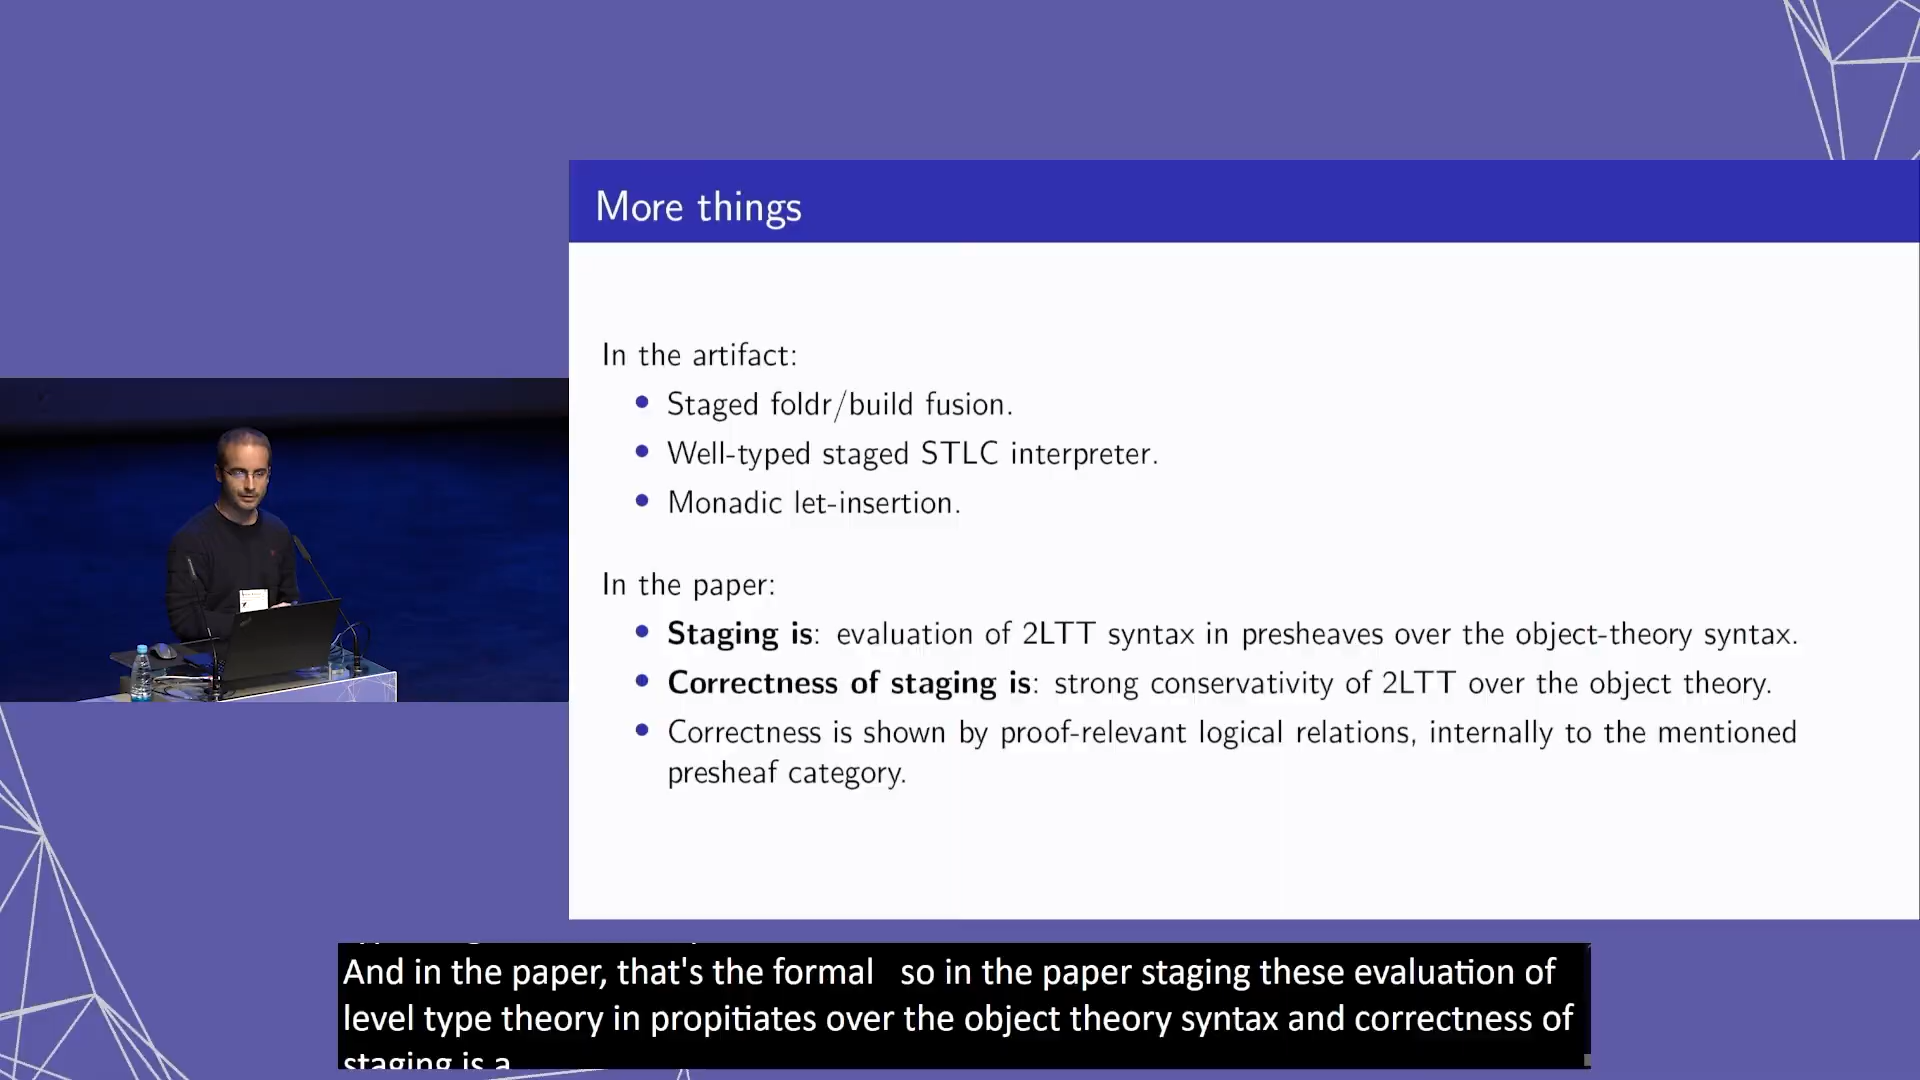 More things
In the artifact:
• Staged foldr/build fusion.
• Well-typed staged STLC interpreter.
• Monadic let-insertion.
In the paper:
• Staging is: evaluation of 2LTT syntax in presheaves over the object-theory syntax.
• Correctness of staging is: strong conservativity of 2LTT over the object theory.
• Correctness is shown by proof-relevant logical relations, internally to the mentioned
presheaf category.
And in the paper, that's the formal so in the paper staging these evaluation of
level type theory in propitiates over the object theory syntax and correctness of
staging is a